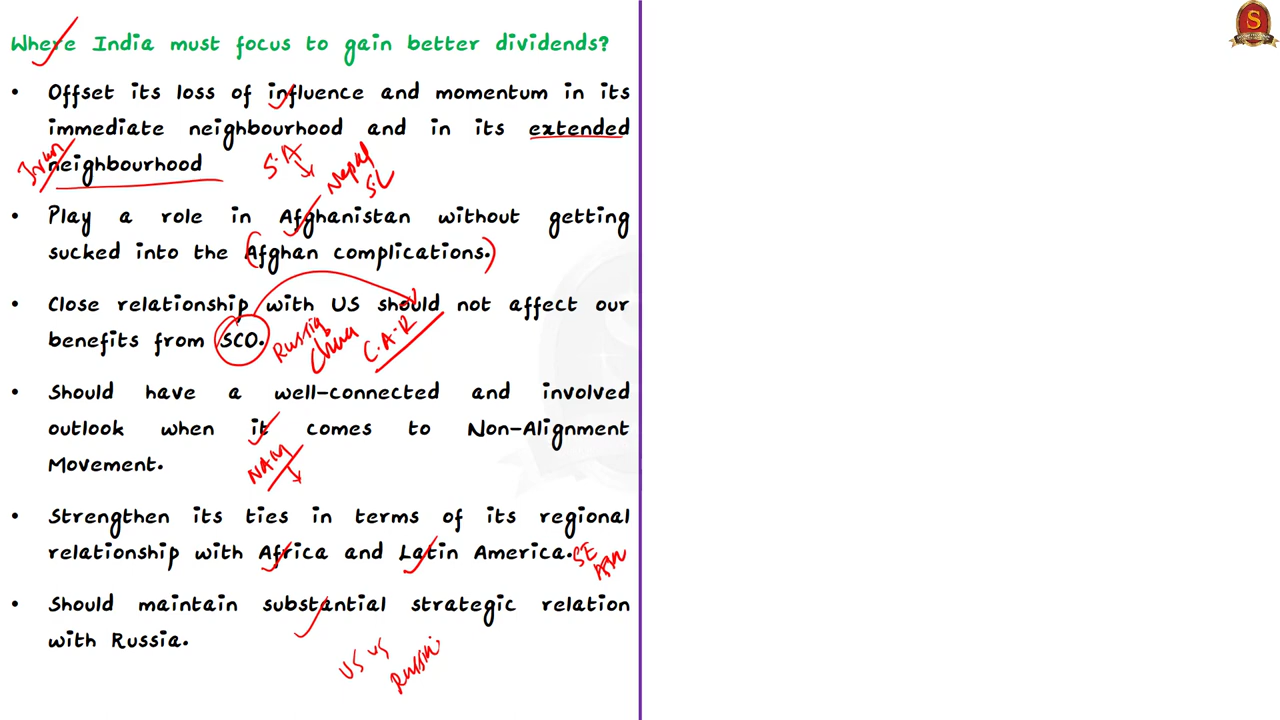 Where India must focus to gain better dividends?
• Offset its loss of influence and momentum in its
immediate neighbourhood and in its extended
neighbourhood
Iran
S.A
Nepal
SL
• Play a role in Afghanistan without getting
sucked into the (Afghan complications.)
• Close relationship with US should not affect our
benefits from SCO.
Russia
China
C.A.R
• Should have a well-connected and involved
outlook when it comes to Non-Alignment
Movement.
NAM
• Strengthen its ties in terms of its regional
relationship with Africa and Latin America.
SE
• Should maintain substantial strategic relation
with Russia.
US vs
Russia
S